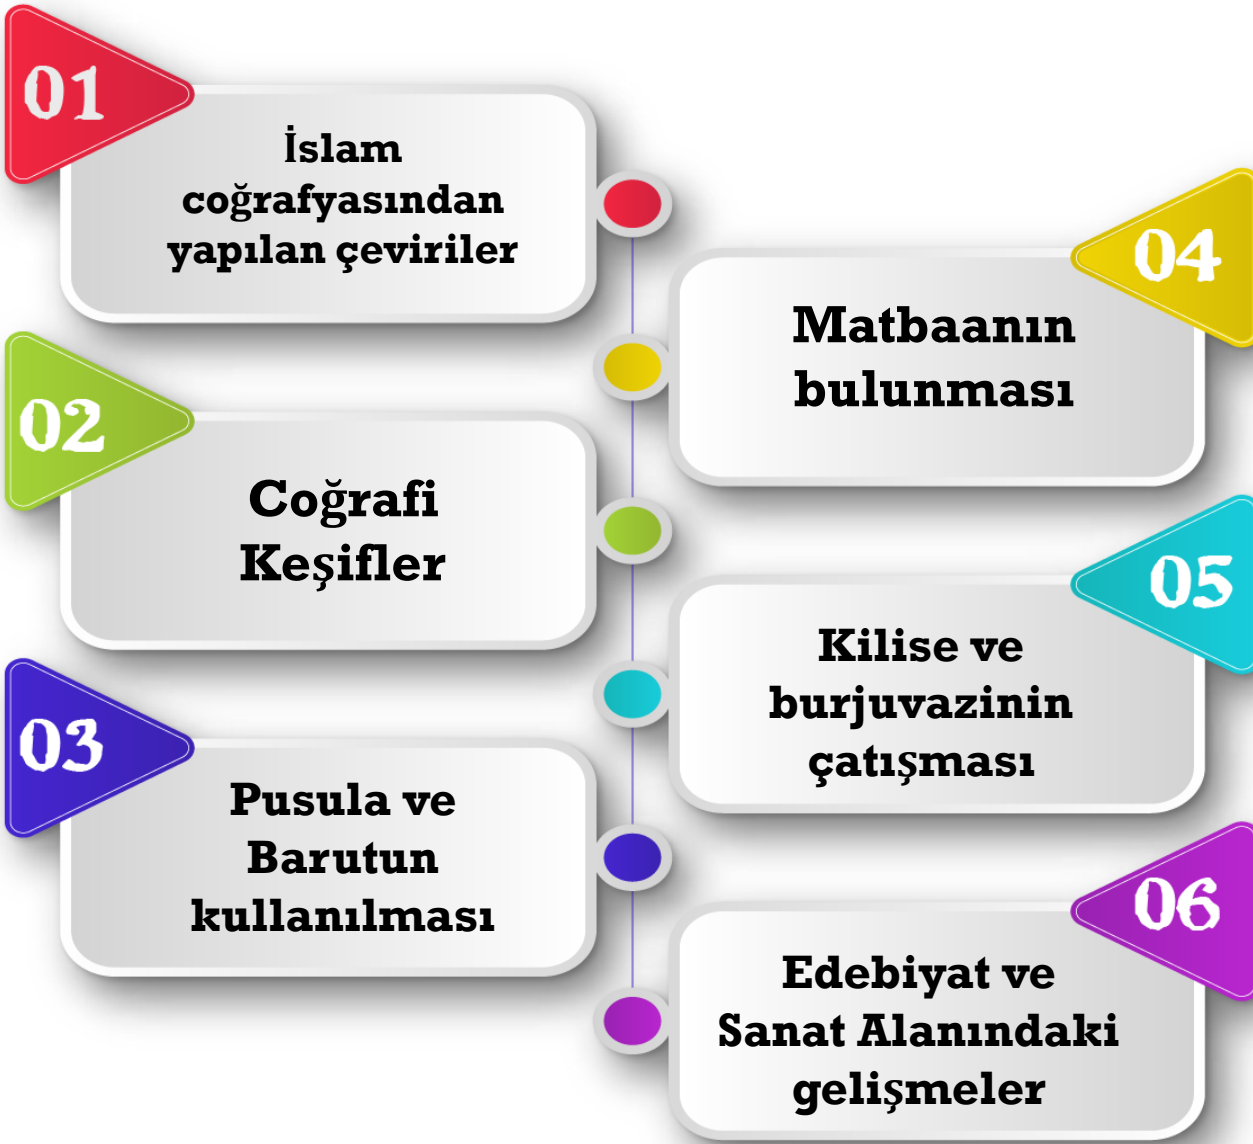 01
İslam
coğrafyasından
yapılan çeviriler
02
Coğrafi
Keşifler
03
Pusula ve
Barutun
kullanılması
04
Matbaanın
bulunması
05
Kilise ve
burjuvazinin
çatışması
06
Edebiyat ve
Sanat Alanındaki
gelişmeler